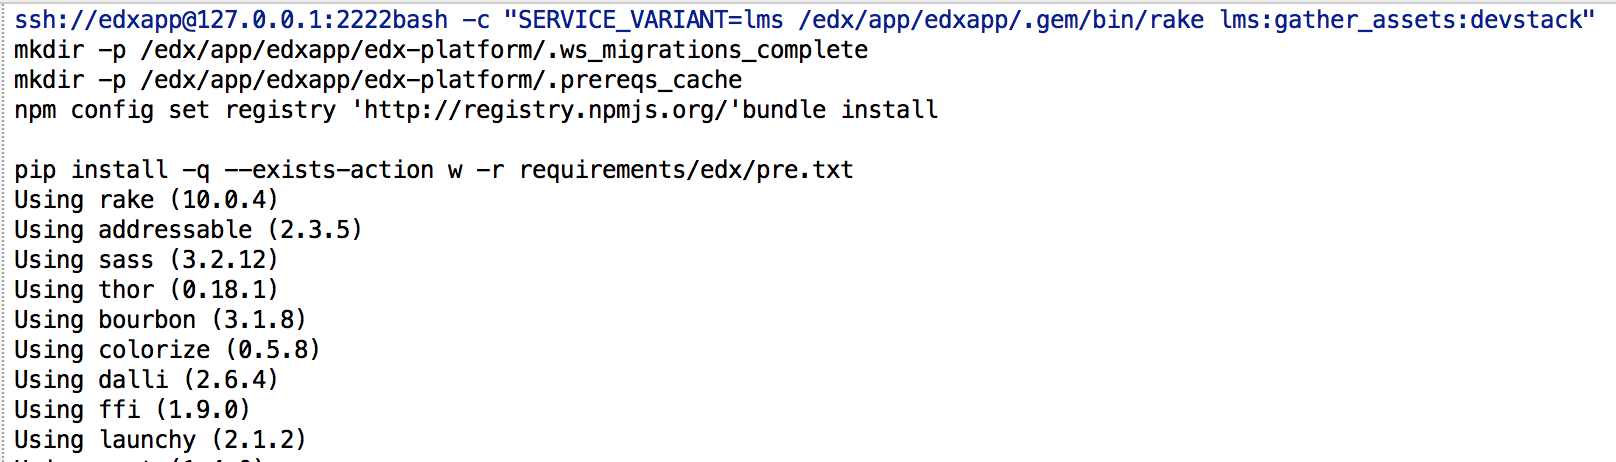 ssh://edxapp@127.0.0.1:2222bash -c "SERVICE_VARIANT=lms /edx/app/edxapp/.gem/bin/rake lms:gather_assets:devstack"
mkdir -p /edx/app/edxapp/edx-platform/.ws_migrations_complete
mkdir -p /edx/app/edxapp/edx-platform/.prereqs_cache
npm config set registry 'http://registry.npmjs.org/'bundle install
pip install -q --exists-action w -r requirements/edx/pre.txt
Using rake (10.0.4)
Using addressable (2.3.5)
Using sass (3.2.12)
Using thor (0.18.1)
Using bourbon (3.1.8)
Using colorize (0.5.8)
Using dalli (2.6.4)
Using ffi (1.9.0)
Using launchy (2.1.2)